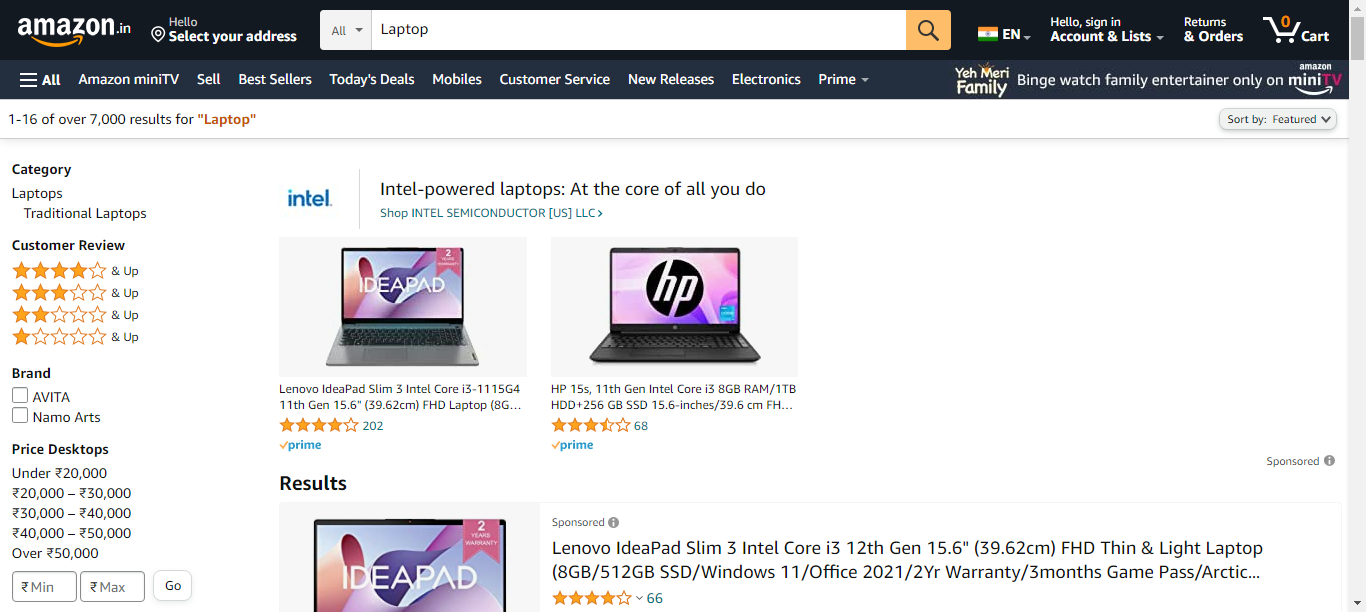 amazon.in
Hello
Select your address
All
Laptop
EN
Hello, sign in
Account & Lists
Returns
& Orders
0
Cart
All
Amazon miniTV
Sell
Best Sellers
Today's Deals
Mobiles
Customer Service
New Releases
Electronics
Prime
Yeh Meri
Family
Binge watch family entertainer only on
amazon
miniTV
1-16 of over 7,000 results for "Laptop"
Sort by: Featured
Category
Laptops
Traditional Laptops
Customer Review
& Up
& Up
& Up
& Up
Brand
AVITA
Namo Arts
Price Desktops
Under ₹20,000
₹20,000 – ₹30,000
₹30,000 – ₹40,000
₹40,000 – ₹50,000
Over ₹50,000
₹ Min
₹ Max
Go
intel.
Intel-powered laptops: At the core of all you do
Shop INTEL SEMICONDUCTOR [US] LLC
2
YEARS
WARRANTY
IDEAPAD
hp
Lenovo IdeaPad Slim 3 Intel Core i3-1115G4
11th Gen 15.6" (39.62cm) FHD Laptop (8G...
202
prime
HP 15s, 11th Gen Intel Core i3 8GB RAM/1TB
HDD+256 GB SSD 15.6-inches/39.6 cm FH...
68
prime
Sponsored
Results
2
YEARS
WARRANTY
IDEAPAD
Sponsored
Lenovo IdeaPad Slim 3 Intel Core i3 12th Gen 15.6" (39.62cm) FHD Thin & Light Laptop
(8GB/512GB SSD/Windows 11/Office 2021/2Yr Warranty/3months Game Pass/Arctic...
66